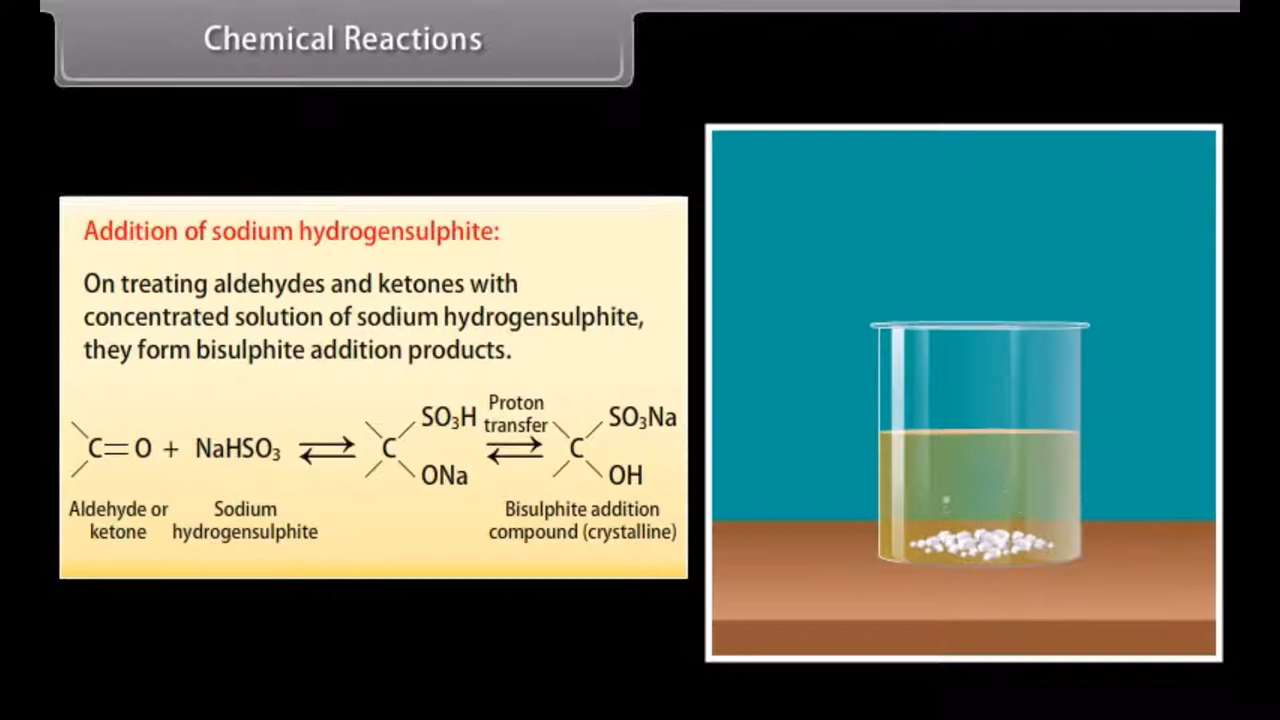 Chemical Reactions
Addition of sodium hydrogensulphite:
On treating aldehydes and ketones with
concentrated solution of sodium hydrogensulphite,
they form bisulphite addition products.
SO₃H Proton transfer SO₃Na
C=O + NaHSO₃ ⇌ C ⇌ C
ONa OH
Aldehyde or Sodium Bisulphite addition
ketone hydrogensulphite compound (crystalline)